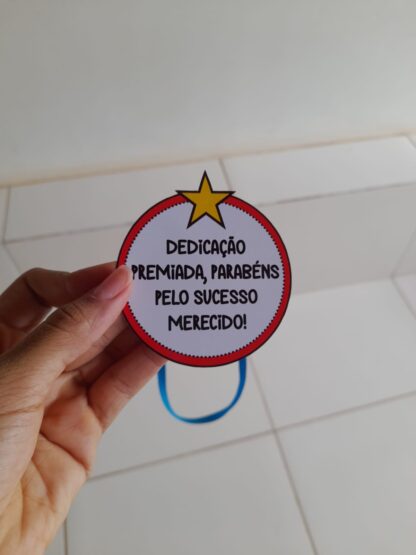 DEDICAÇÃO
PREMIADA, PARABÉNS
PELO SUCESSO
MERECIDO!